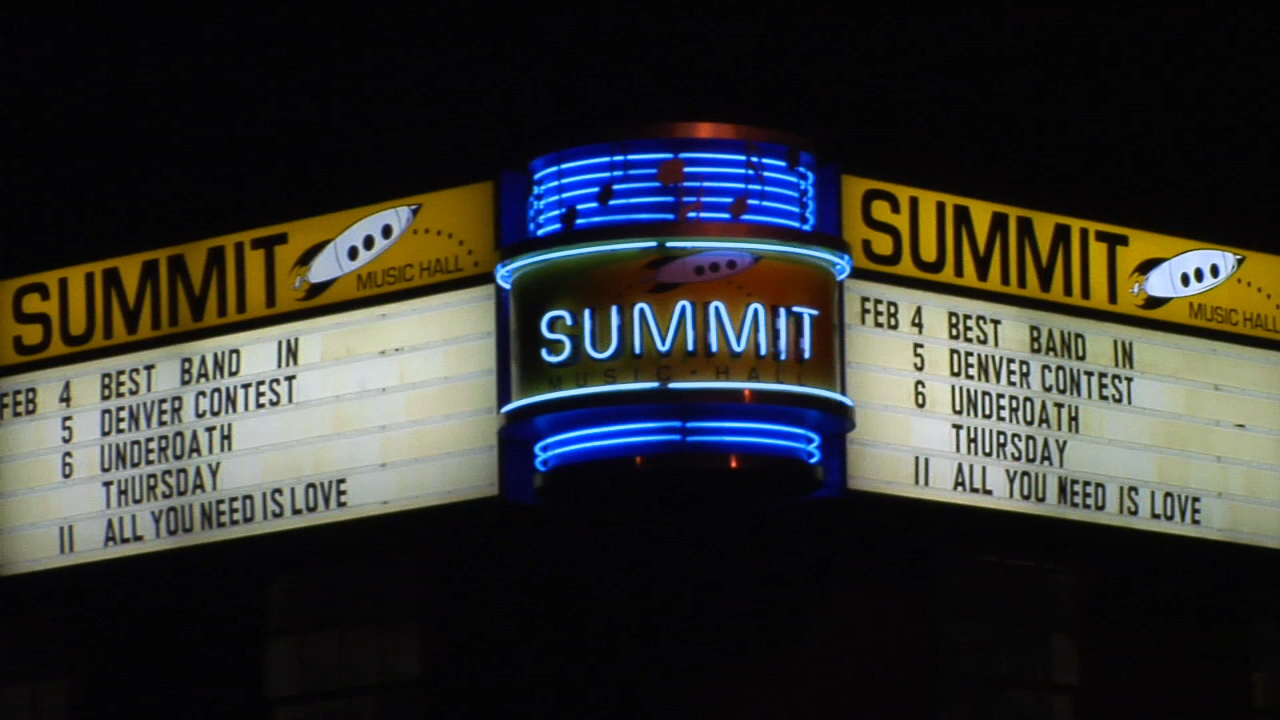 SUMMIT
MUSIC HALL
FEB 4 BEST BAND IN
5 DENVER CONTEST
6 UNDEROATH
THURSDAY
11 ALL YOU NEED IS LOVE
SUMMIT
MUSIC • HALL
SUMMIT
MUSIC HALL
FEB 4 BEST BAND IN
5 DENVER CONTEST
6 UNDEROATH
THURSDAY
11 ALL YOU NEED IS LOVE